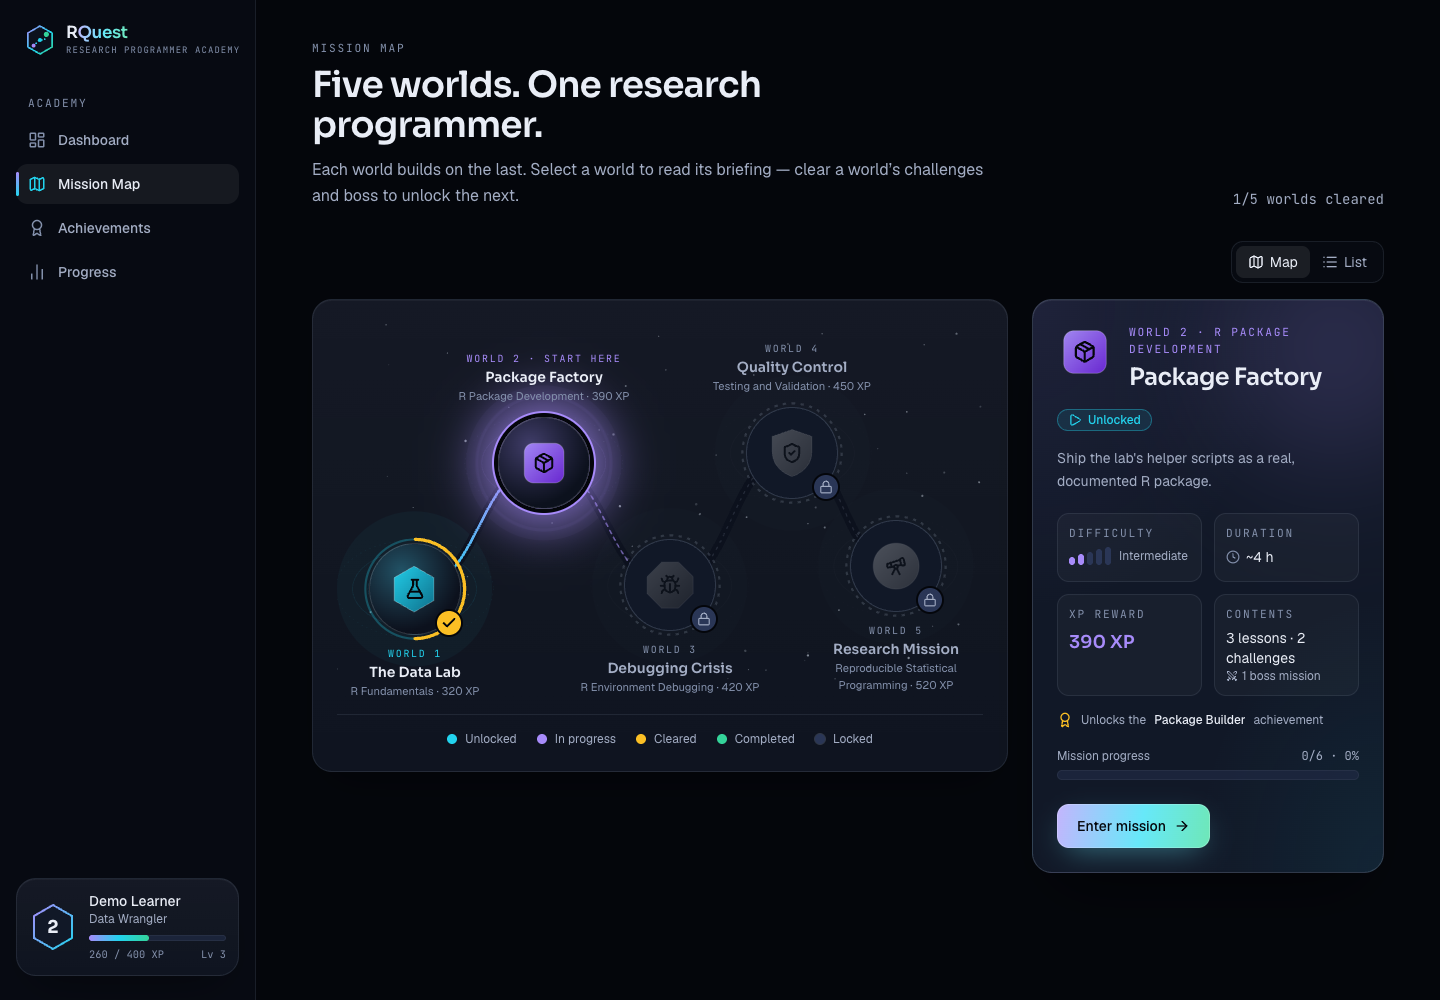 RQuest
RESEARCH PROGRAMMER ACADEMY
ACADEMY
Dashboard
Mission Map
Achievements
Progress
2
Demo Learner
Data Wrangler
260 / 400 XP
Lv 3
MISSION MAP
Five worlds. One research
programmer.
Each world builds on the last. Select a world to read its briefing — clear a world's challenges
and boss to unlock the next.
1/5 worlds cleared
Map
List
WORLD 2 · START HERE
Package Factory
R Package Development · 390 XP
WORLD 4
Quality Control
Testing and Validation · 450 XP
WORLD 1
The Data Lab
R Fundamentals · 320 XP
WORLD 3
Debugging Crisis
R Environment Debugging · 420 XP
WORLD 5
Research Mission
Reproducible Statistical
Programming · 520 XP
Unlocked
In progress
Cleared
Completed
Locked
WORLD 2 · R PACKAGE
DEVELOPMENT
Package Factory
Unlocked
Ship the lab's helper scripts as a real,
documented R package.
DIFFICULTY
Intermediate
DURATION
~4 h
XP REWARD
390 XP
CONTENTS
3 lessons · 2
challenges
1 boss mission
Unlocks the Package Builder achievement
Mission progress
0/6 · 0%
Enter mission